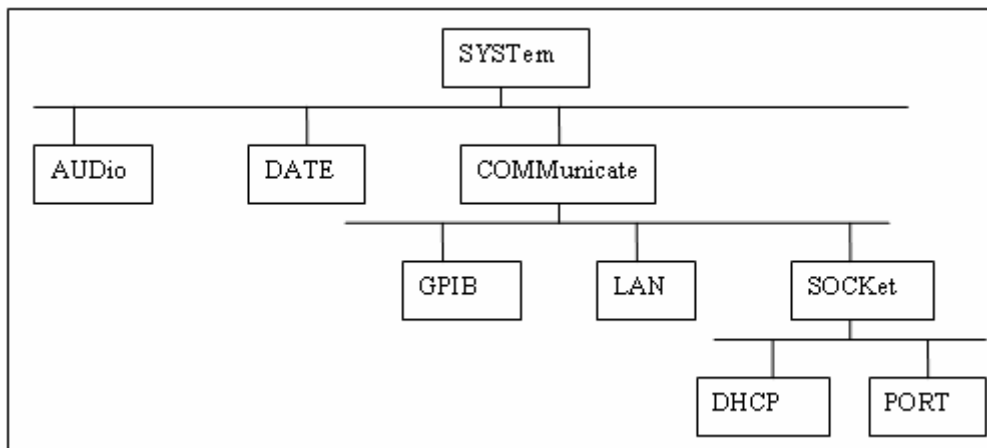 SYSTem
AUDio
DATE
COMMunicate
GPIB
LAN
SOCKet
DHCP
PORT